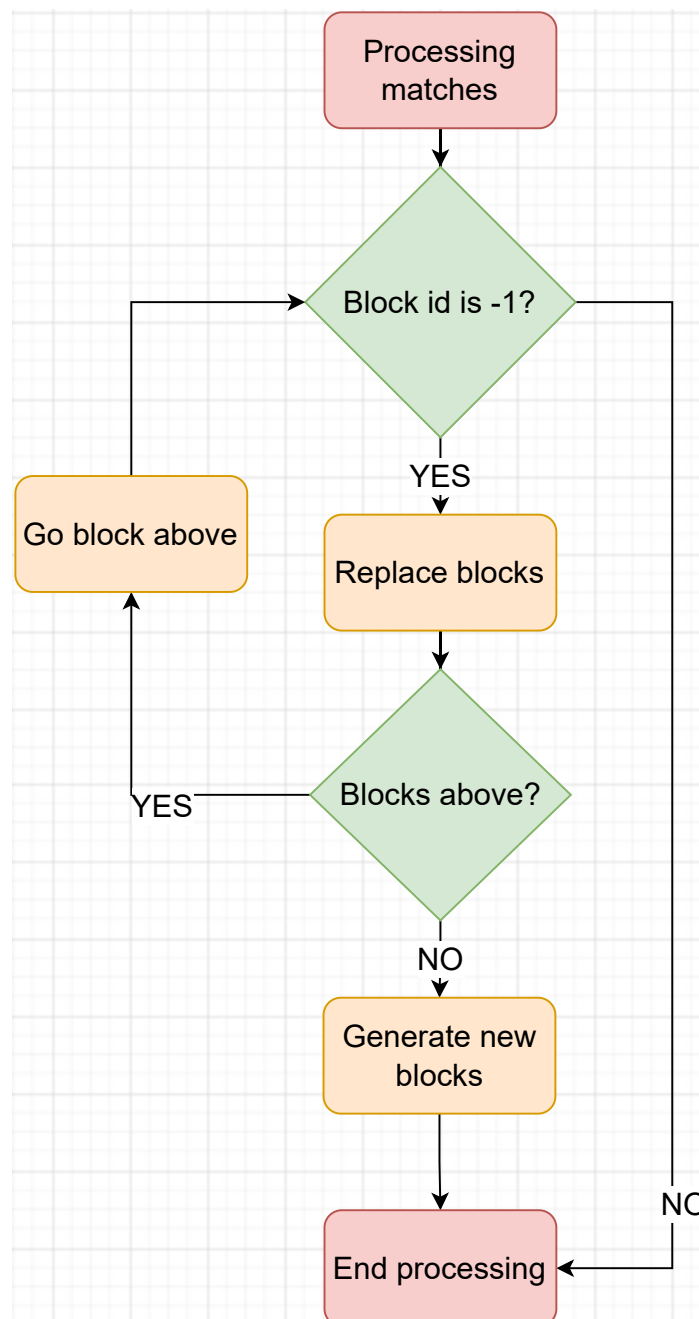 Processing
matches
Block id is -1?
YES
Go block above
Replace blocks
Blocks above?
YES
NO
Generate new
blocks
NO
End processing